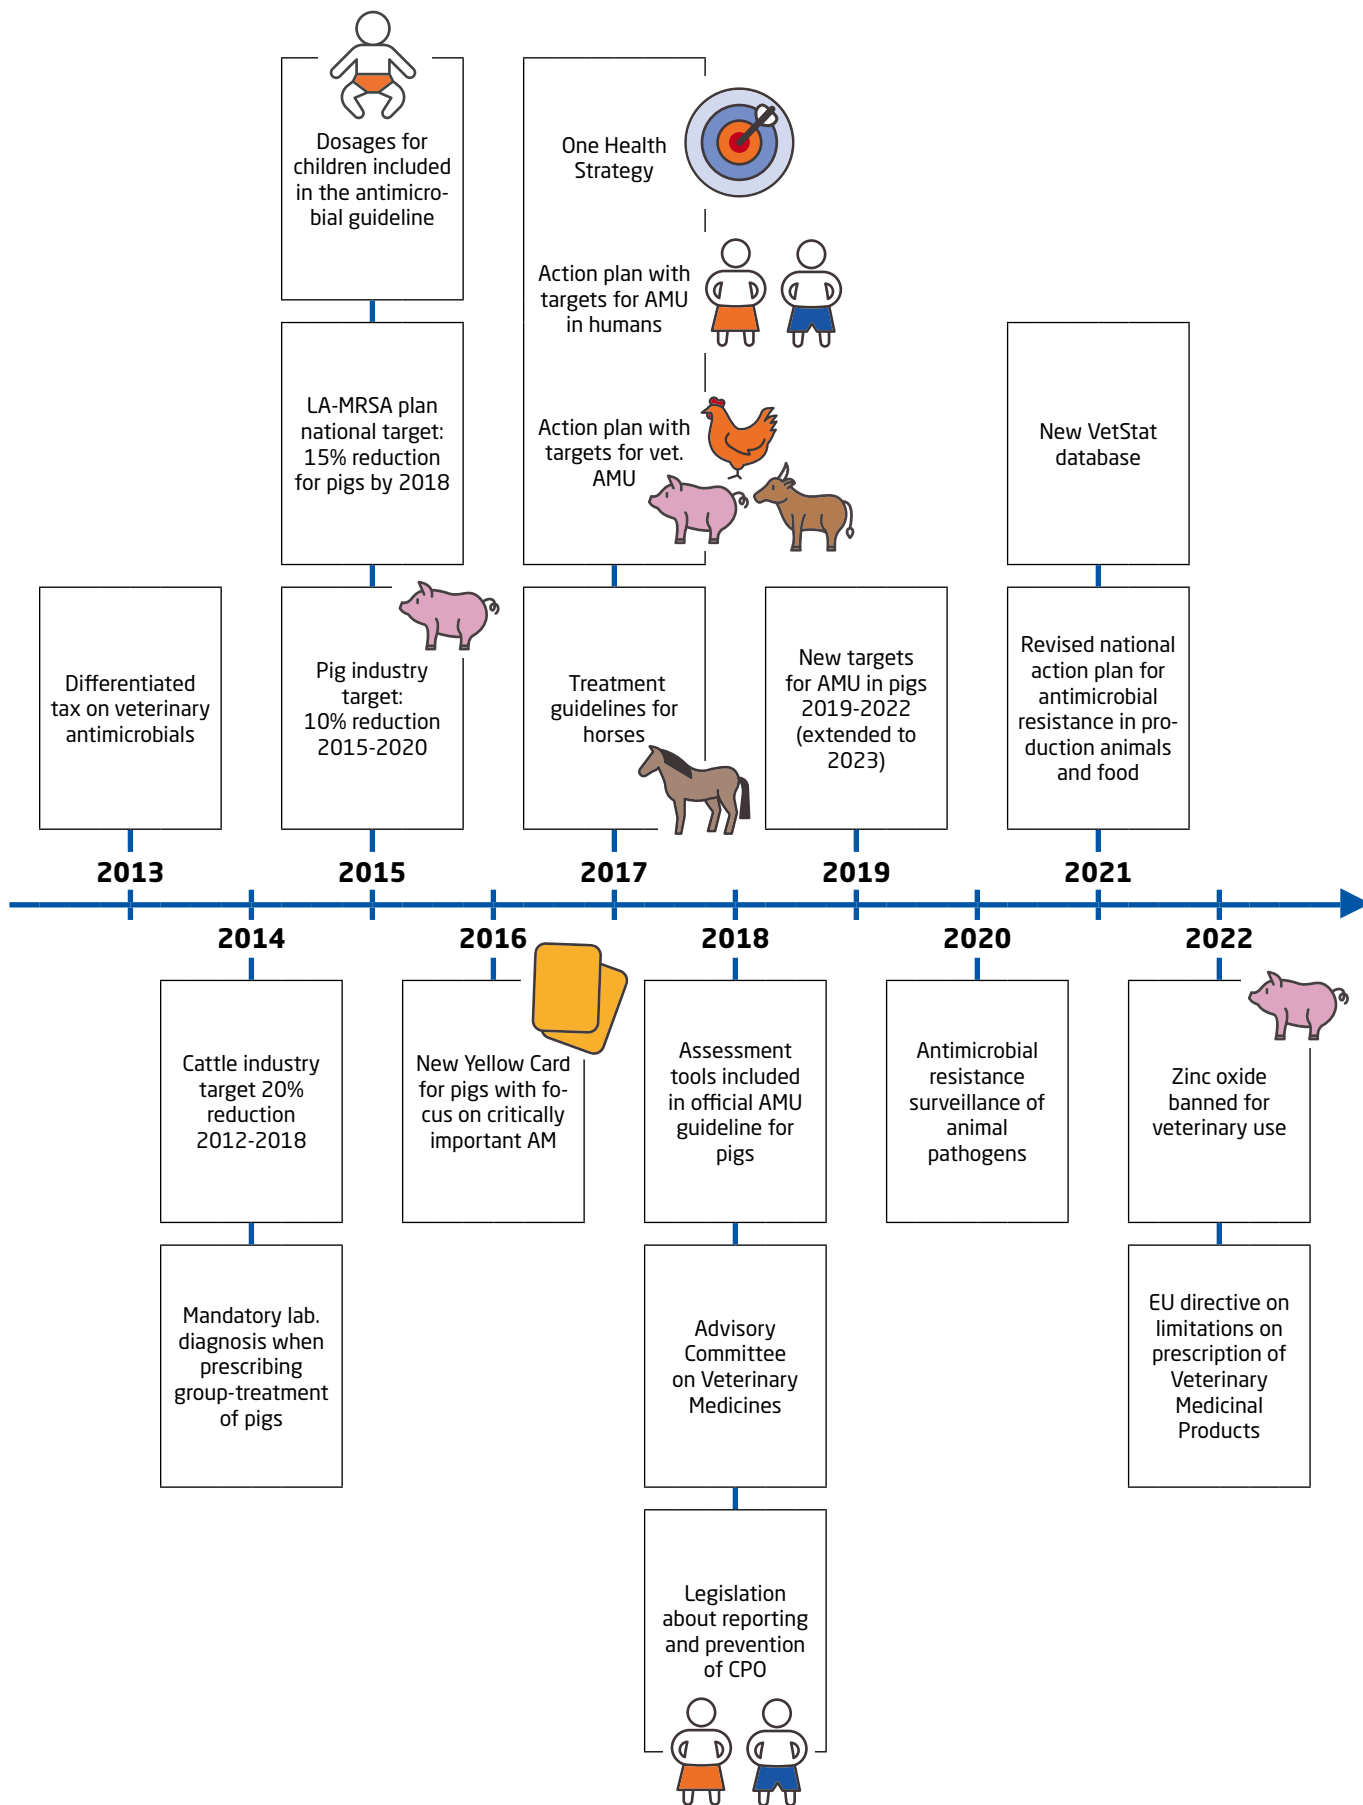 Dosages for
children included
in the antimicro-
bial guideline
LA-MRSA plan
national target:
15% reduction
for pigs by 2018
Pig industry
target:
10% reduction
2015-2020
One Health
Strategy
Action plan with
targets for AMU
in humans
Action plan with
targets for vet.
AMU
Treatment
guidelines for
horses
Differentiated
tax on veterinary
antimicrobials
New targets
for AMU in pigs
2019-2022
(extended to
2023)
New VetStat
database
Revised national
action plan for
antimicrobial
resistance in pro-
duction animals
and food
2013
2015
2017
2019
2021
2014
2016
2018
2020
2022
Cattle industry
target 20%
reduction
2012-2018
Mandatory lab.
diagnosis when
prescribing
group-treatment
of pigs
New Yellow Card
for pigs with fo-
cus on critically
important AM
Assessment
tools included
in official AMU
guideline for
pigs
Advisory
Committee
on Veterinary
Medicines
Legislation
about reporting
and prevention
of CPO
Antimicrobial
resistance
surveillance of
animal
pathogens
Zinc oxide
banned for
veterinary use
EU directive on
limitations on
prescription of
Veterinary
Medicinal
Products